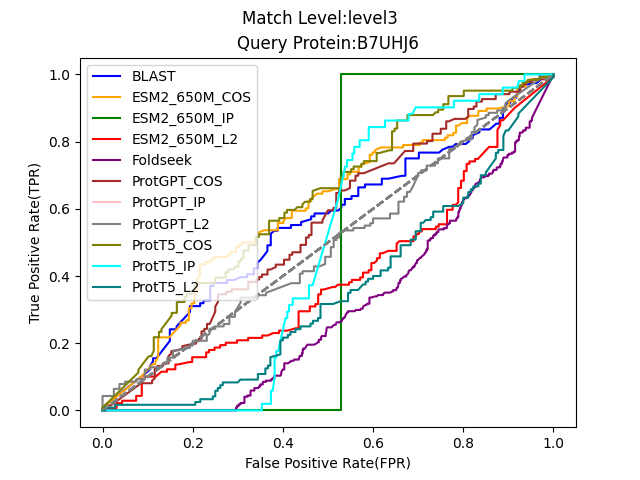 Match Level:level3
Query Protein:B7UHJ6
True Positive Rate(TPR)
1.0
0.8
0.6
0.4
0.2
0.0
BLAST
ESM2_650M_COS
ESM2_650M_IP
ESM2_650M_L2
Foldseek
ProtGPT_COS
ProtGPT_IP
ProtGPT_L2
ProtT5_COS
ProtT5_IP
ProtT5_L2
0.0 0.2 0.4 0.6 0.8 1.0
False Positive Rate(FPR)